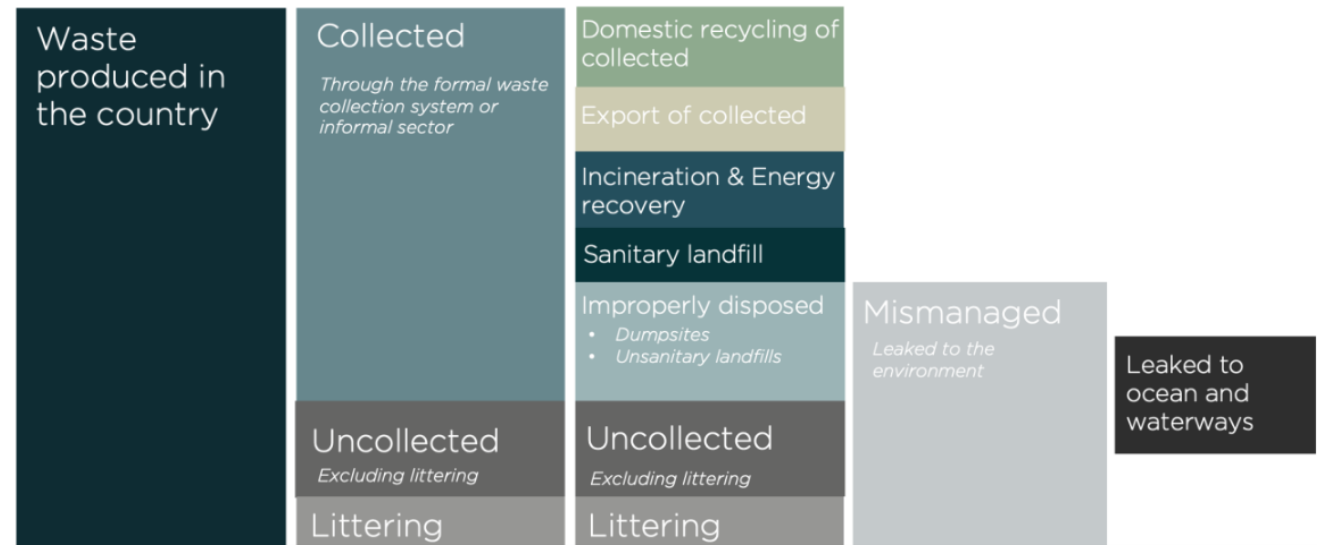 Waste
produced in
the country
Collected
Through the formal waste
collection system or
informal sector
Uncollected
Excluding littering
Littering
Domestic recycling of
collected
Export of collected
Incineration & Energy
recovery
Sanitary landfill
Improperly disposed
• Dumpsites
• Unsanitary landfills
Uncollected
Excluding littering
Littering
Mismanaged
Leaked to the
environment
Leaked to
ocean and
waterways